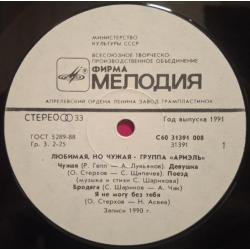 МИНИСТЕРСТВО
КУЛЬТУРЫ СССР
ВСЕСОЮЗНОЕ ТВОРЧЕСКО-
ПРОИЗВОДСТВЕННОЕ ОБЪЕДИНЕНИЕ
ФИРМА
МЕЛОДИЯ
АПРЕЛЕВСКИЙ ОРДЕНА ЛЕНИНА ЗАВОД ГРАМПЛАСТИНОК
СТЕРЕО 33
Год выпуска 1991
ГОСТ 5289-88
Гр. 3. 2-25
С60 31391 008
31391
1
ЛЮБИМАЯ, НО ЧУЖАЯ - ГРУППА «АРИЭЛЬ»
Чужая (Р. Гепп — А. Лукьянов). Девушка
(О. Стерхов — С. Щипачев). Поезд
(музыка и стихи С. Шарикова)
Бродяга (С. Шариков — А. Чак)
Я не могу без тебя
(О. Стерхов — Н. Асеев)
Записи 1990 г.